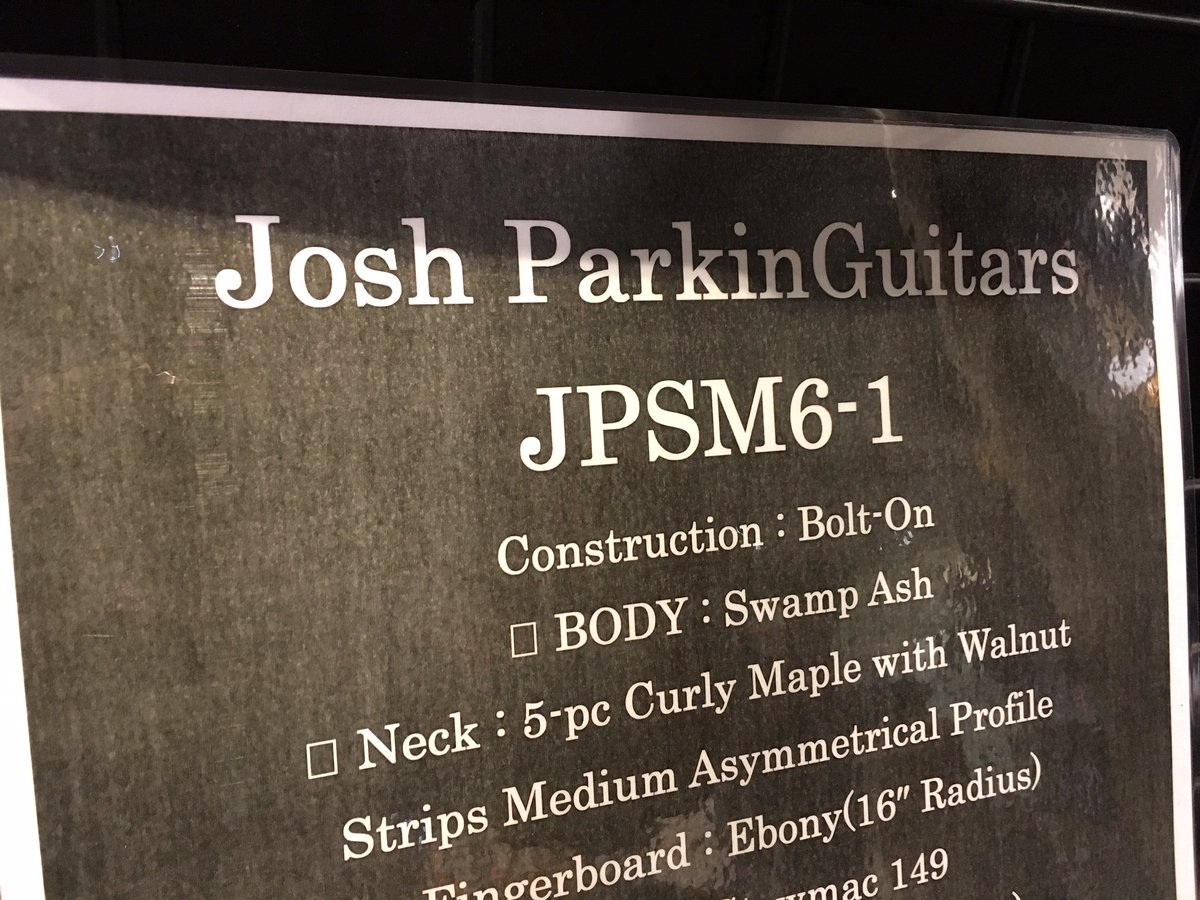 Josh ParkinGuitars
JPSM6-1
Construction : Bolt-On
□ BODY : Swamp Ash
□ Neck : 5-pc Curly Maple with Walnut
Strips Medium Asymmetrical Profile
Fingerboard : Ebony(16″ Radius)
Stewmac 149